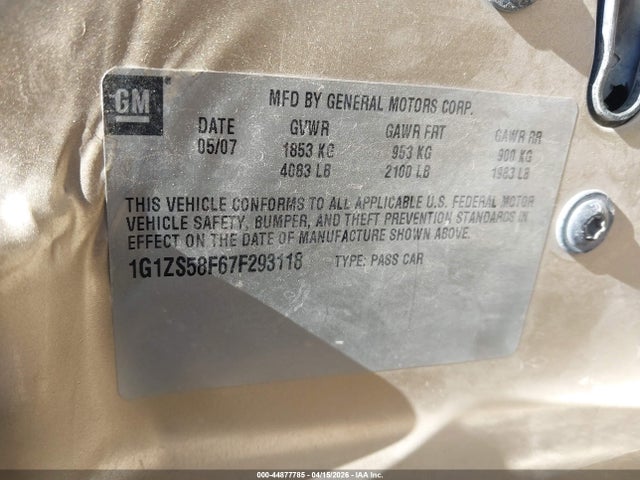 GM
MFD BY GENERAL MOTORS CORP.
DATE GVWR GAWR FRT GAWR RR
05/07 1853 KG 953 KG 900 KG
4083 LB 2100 LB 1983 LB
THIS VEHICLE CONFORMS TO ALL APPLICABLE U.S. FEDERAL MOTOR
VEHICLE SAFETY, BUMPER, AND THEFT PREVENTION STANDARDS IN
EFFECT ON THE DATE OF MANUFACTURE SHOWN ABOVE.
1G1ZS58F67F293118 TYPE: PASS CAR
000-44877785 - 04/15/2026 - IAA Inc.